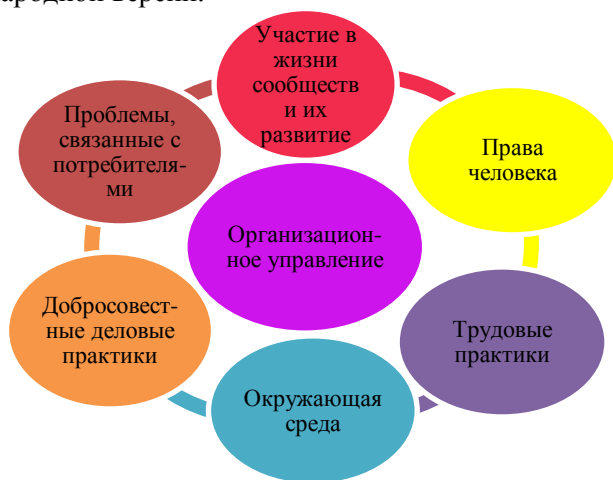 Участие в
жизни
сообществ
и их
развитие
Проблемы,
связанные с
потребителя-
ми
Права
человека
Организацион-
ное управление
Добросовест-
ные деловые
практики
Трудовые
практики
Окружающая
среда